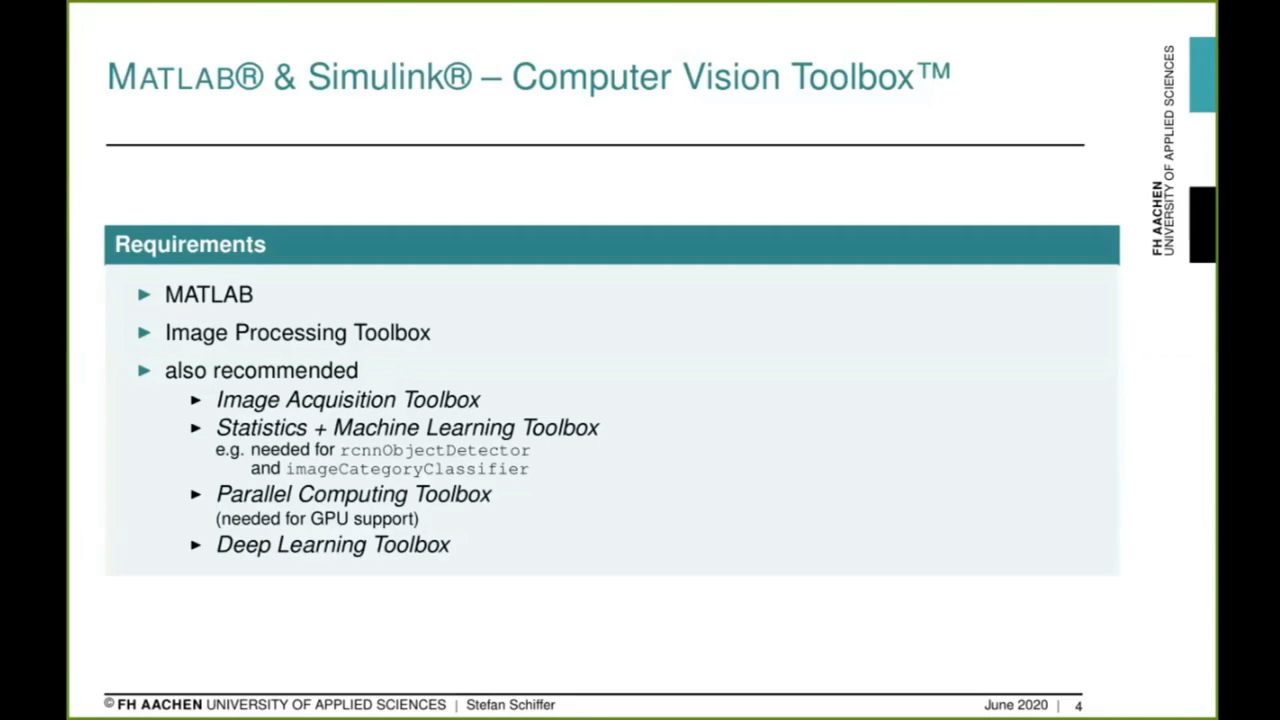 MATLAB® & Simulink® – Computer Vision Toolbox™
FH AACHEN
UNIVERSITY OF APPLIED SCIENCES
Requirements
► MATLAB
► Image Processing Toolbox
► also recommended
► Image Acquisition Toolbox
► Statistics + Machine Learning Toolbox
e.g. needed for rcnnObjectDetector
and imageCategoryClassifier
► Parallel Computing Toolbox
(needed for GPU support)
► Deep Learning Toolbox
© FH AACHEN UNIVERSITY OF APPLIED SCIENCES | Stefan Schiffer June 2020 | 4